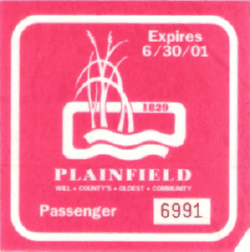 Expires
6/30/01
1829
PLAINFIELD
WILL • COUNTY'S • OLDEST • COMMUNITY
Passenger 6991